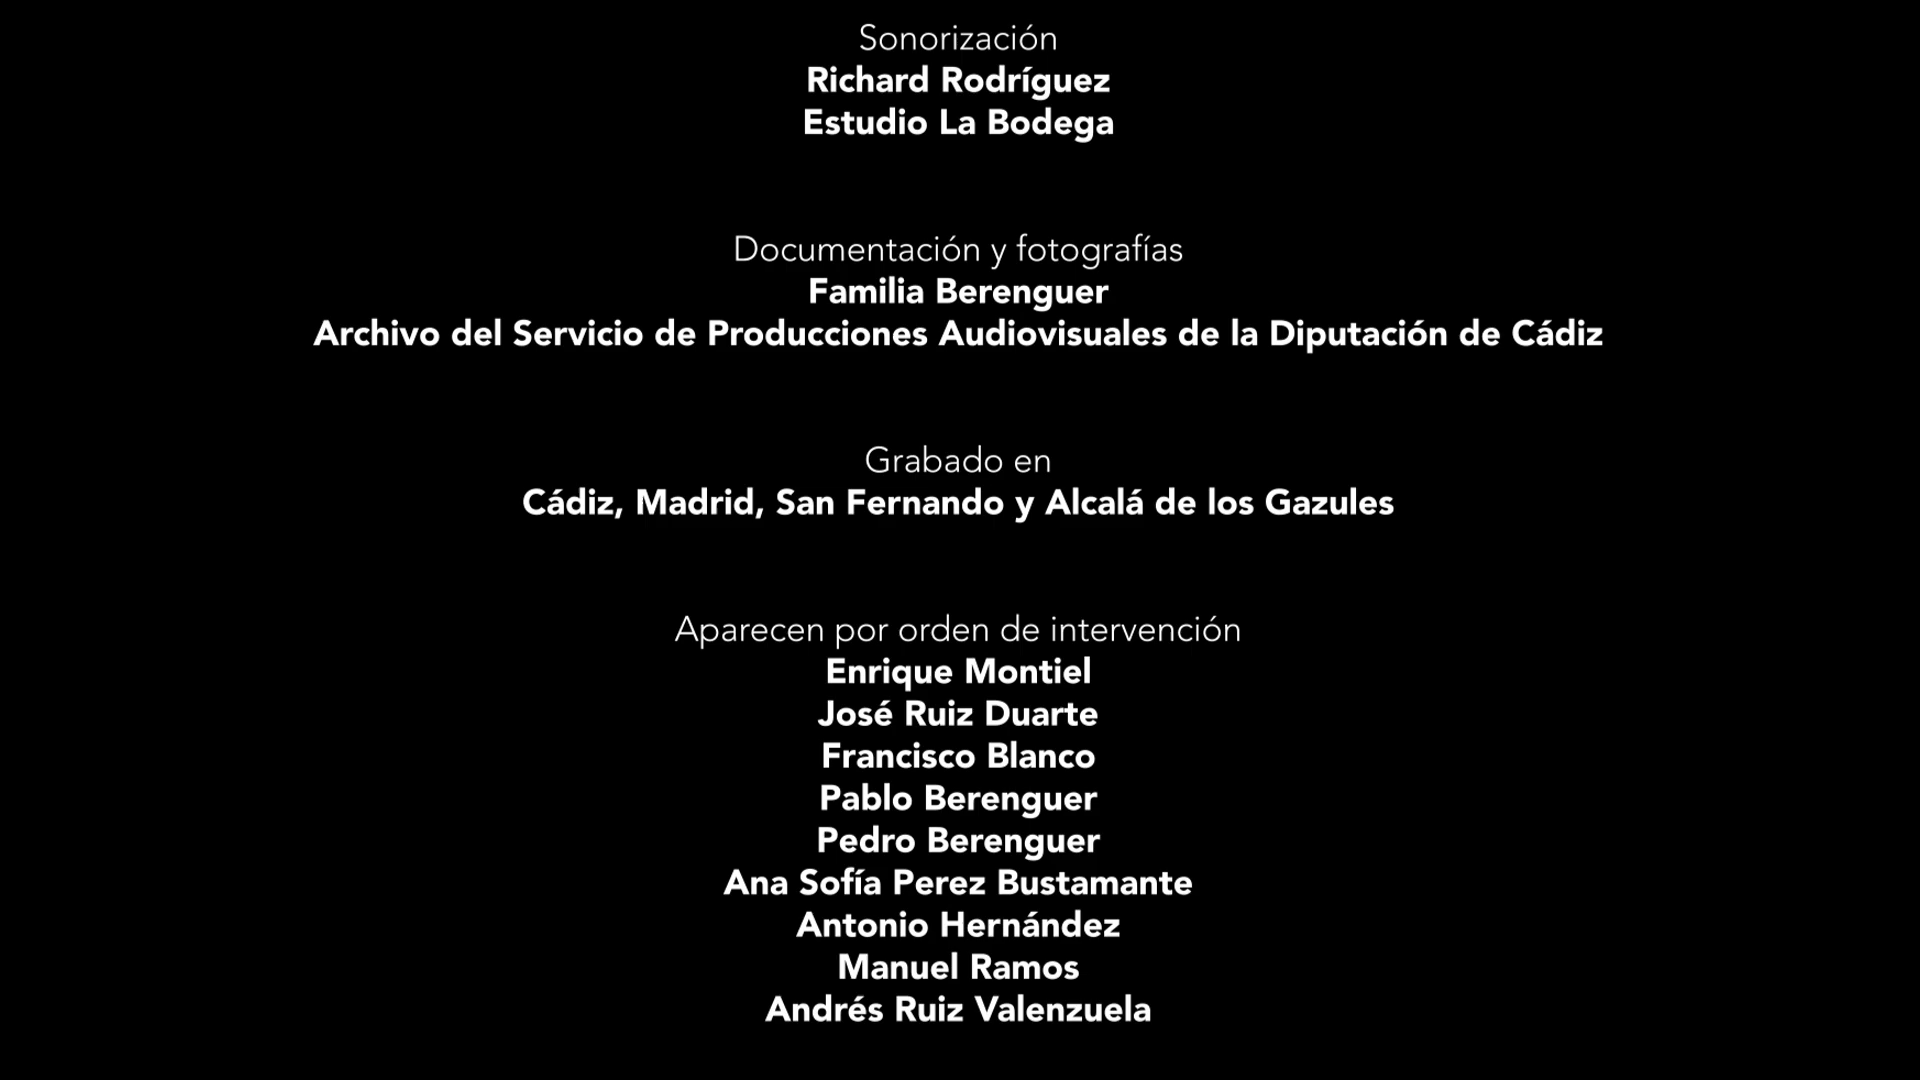 Sonorización
Richard Rodríguez
Estudio La Bodega
Documentación y fotografías
Familia Berenguer
Archivo del Servicio de Producciones Audiovisuales de la Diputación de Cádiz
Grabado en
Cádiz, Madrid, San Fernando y Alcalá de los Gazules
Aparecen por orden de intervención
Enrique Montiel
José Ruiz Duarte
Francisco Blanco
Pablo Berenguer
Pedro Berenguer
Ana Sofía Perez Bustamante
Antonio Hernández
Manuel Ramos
Andrés Ruiz Valenzuela